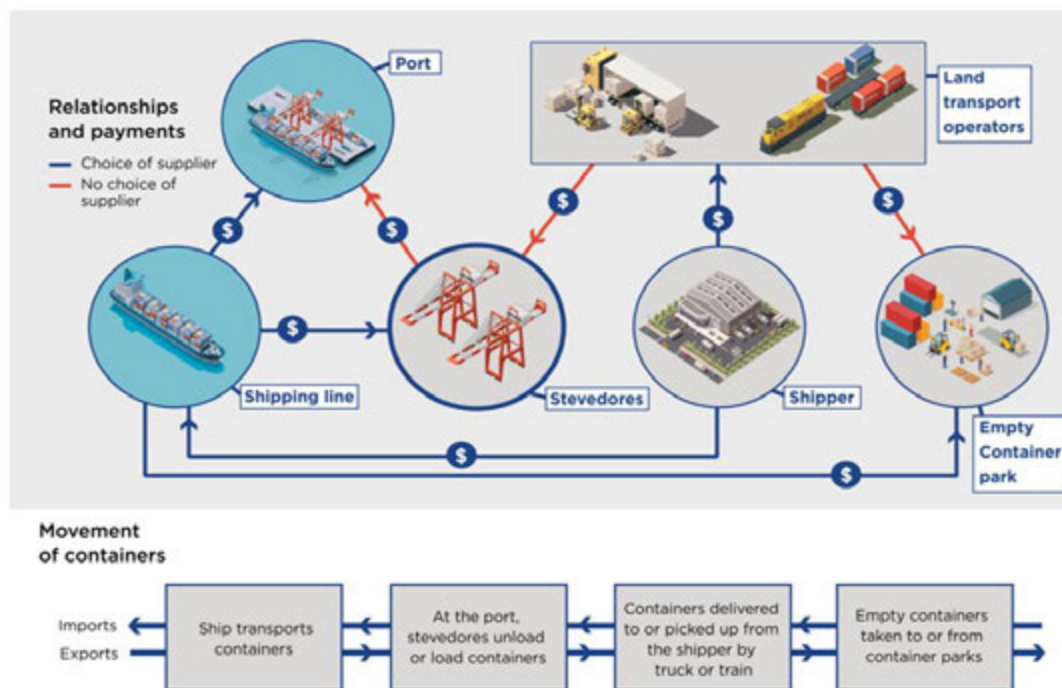 Port
Land
transport
operators
Relationships
and payments
Choice of supplier
No choice of
supplier
$
$
$
$
$
$
Shipping line
Stevedores
Shipper
Empty
Container
park
$
$
Movement
of containers
Imports
Exports
Ship transports
containers
At the port,
stevedores unload
or load containers
Containers delivered
to or picked up from
the shipper by
truck or train
Empty containers
taken to or from
container parks